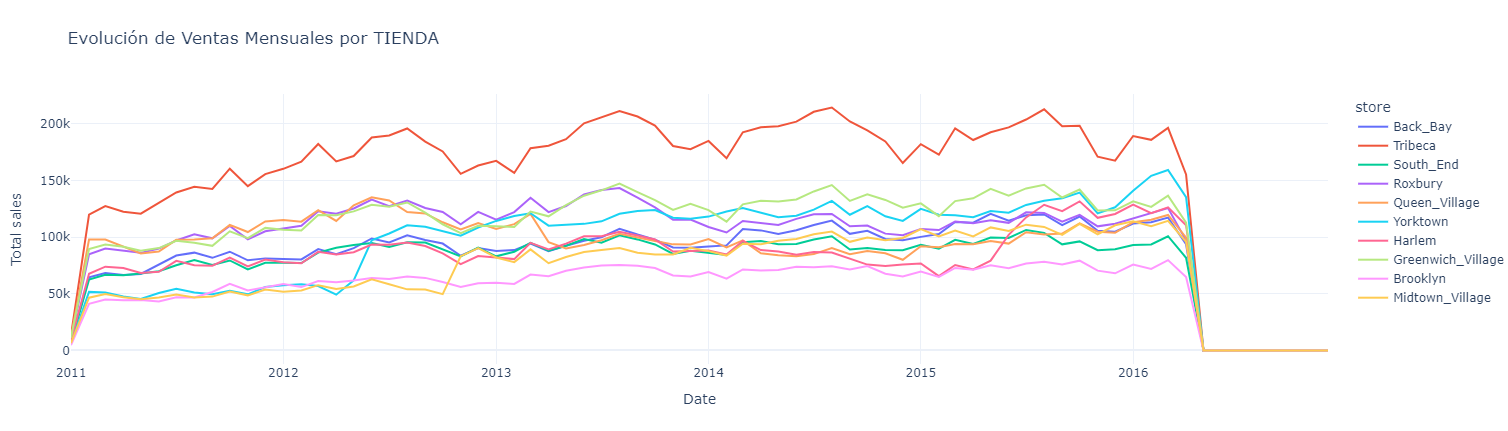 Evolución de Ventas Mensuales por TIENDA
Total sales
200k
150k
100k
50k
0
2011
2012
2013
2014
2015
2016
Date
store
Back_Bay
Tribeca
South_End
Roxbury
Queen_Village
Yorktown
Harlem
Greenwich_Village
Brooklyn
Midtown_Village